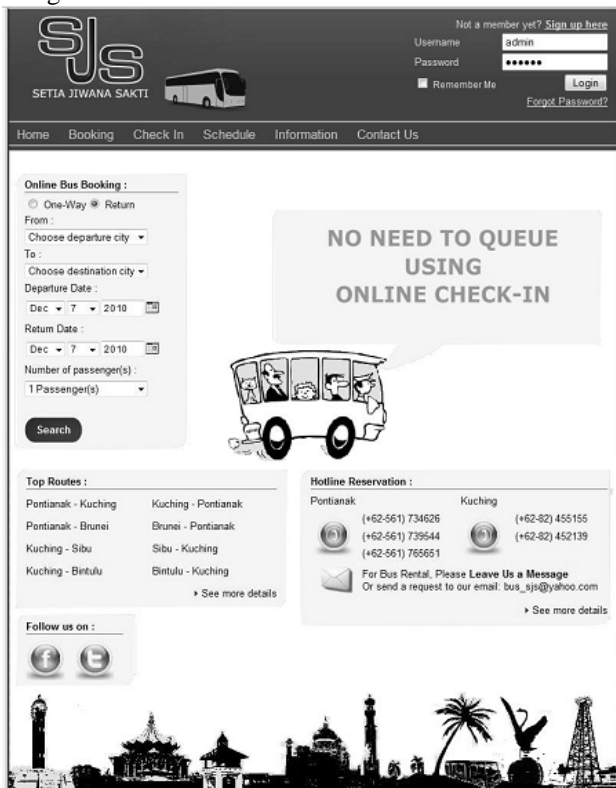 SJS
SETIA JIWANA SAKTI
Not a member yet? Sign up here
Username admin
Password ••••••
Remember Me Login
Forgot Password?
Home Booking Check In Schedule Information Contact Us
Online Bus Booking :
One-Way Return
From :
Choose departure city
To :
Choose destination city
Departure Date :
Dec 7 2010
Return Date :
Dec 7 2010
Number of passenger(s) :
1 Passenger(s)
Search
NO NEED TO QUEUE
USING
ONLINE CHECK-IN
Top Routes :
Pontianak - Kuching Kuching - Pontianak
Pontianak - Brunei Brunei - Pontianak
Kuching - Sibu Sibu - Kuching
Kuching - Bintulu Bintulu - Kuching
See more details
Hotline Reservation :
Pontianak Kuching
(+62-561) 734626 (+62-82) 455155
(+62-561) 739544 (+62-82) 452139
(+62-561) 765651
For Bus Rental, Please Leave Us a Message
Or send a request to our email: bus_sjs@yahoo.com
See more details
Follow us on :
f t